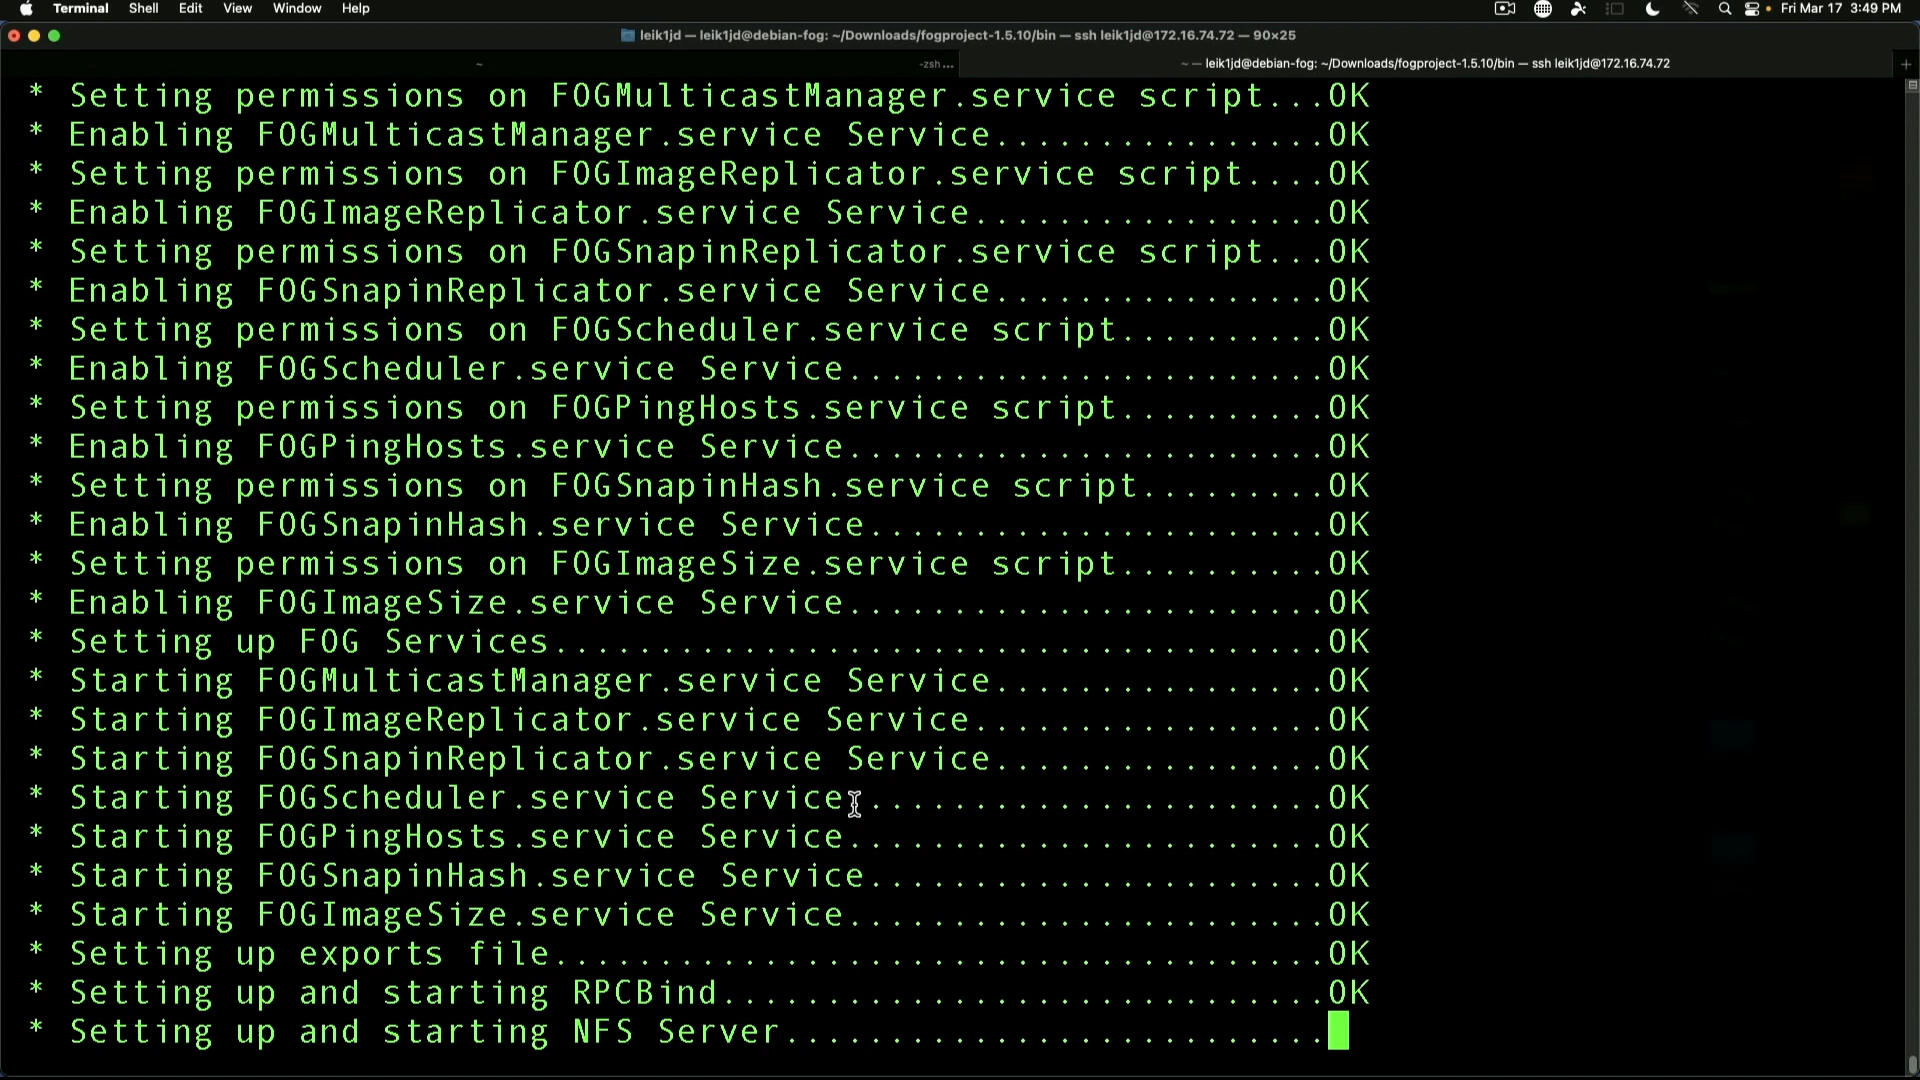 Terminal Shell Edit View Window Help Fri Mar 17 3:49 PM
leik1jd — leik1jd@debian-fog: ~/Downloads/fogproject-1.5.10/bin — ssh leik1jd@172.16.74.72 — 90×25
~ -zsh ... ~ — leik1jd@debian-fog: ~/Downloads/fogproject-1.5.10/bin — ssh leik1jd@172.16.74.72 +
* Setting permissions on FOGMulticastManager.service script...OK
* Enabling FOGMulticastManager.service Service................OK
* Setting permissions on FOGImageReplicator.service script....OK
* Enabling FOGImageReplicator.service Service.................OK
* Setting permissions on FOGSnapinReplicator.service script...OK
* Enabling FOGSnapinReplicator.service Service................OK
* Setting permissions on FOGScheduler.service script..........OK
* Enabling FOGScheduler.service Service.......................OK
* Setting permissions on FOGPingHosts.service script..........OK
* Enabling FOGPingHosts.service Service.......................OK
* Setting permissions on FOGSnapinHash.service script.........OK
* Enabling FOGSnapinHash.service Service......................OK
* Setting permissions on FOGImageSize.service script..........OK
* Enabling FOGImageSize.service Service.......................OK
* Setting up FOG Services.....................................OK
* Starting FOGMulticastManager.service Service................OK
* Starting FOGImageReplicator.service Service.................OK
* Starting FOGSnapinReplicator.service Service................OK
* Starting FOGScheduler.service Service.......................OK
* Starting FOGPingHosts.service Service.......................OK
* Starting FOGSnapinHash.service Service......................OK
* Starting FOGImageSize.service Service.......................OK
* Setting up exports file.....................................OK
* Setting up and starting RPCBind.............................OK
* Setting up and starting NFS Server..........................